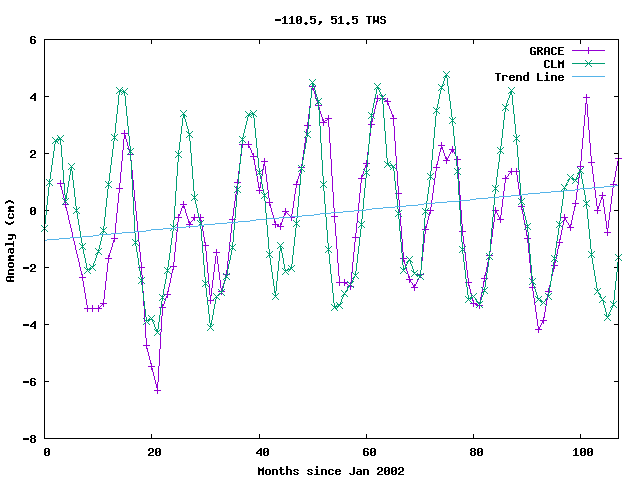 -110.5, 51.5 TWS
GRACE
CLM
Trend Line
6
4
2
0
-2
-4
-6
-8
Anomaly (cm)
0 20 40 60 80 100
Months since Jan 2002